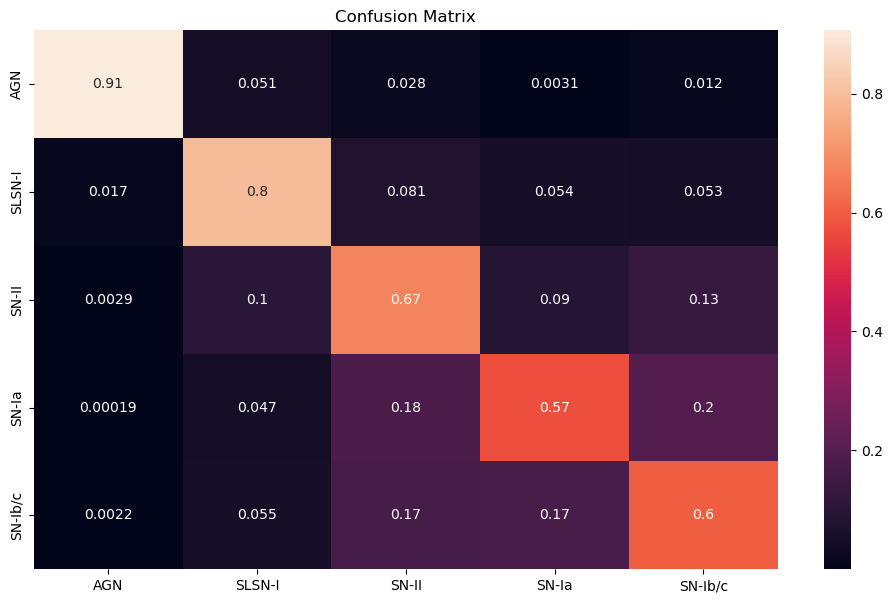 Confusion Matrix
AGN 0.91 0.051 0.028 0.0031 0.012
SLSN-I 0.017 0.8 0.081 0.054 0.053
SN-II 0.0029 0.1 0.67 0.09 0.13
SN-Ia 0.00019 0.047 0.18 0.57 0.2
SN-Ib/c 0.0022 0.055 0.17 0.17 0.6
AGN SLSN-I SN-II SN-Ia SN-Ib/c
0.8
0.6
0.4
0.2